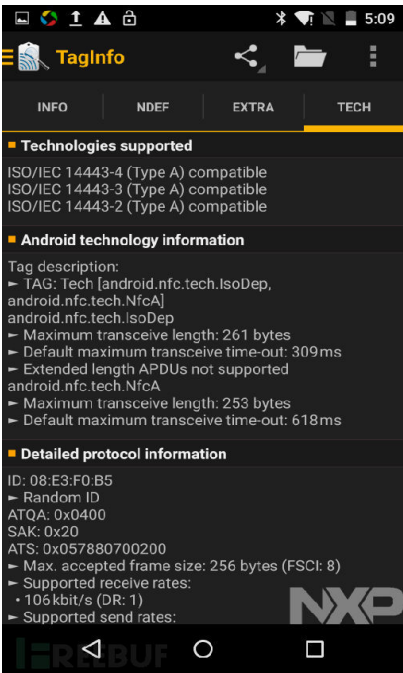 5:09
TagInfo
INFO NDEF EXTRA TECH
Technologies supported
ISO/IEC 14443-4 (Type A) compatible
ISO/IEC 14443-3 (Type A) compatible
ISO/IEC 14443-2 (Type A) compatible
Android technology information
Tag description:
► TAG: Tech [android.nfc.tech.IsoDep,
android.nfc.tech.NfcA]
android.nfc.tech.IsoDep
► Maximum transceive length: 261 bytes
► Default maximum transceive time-out: 309ms
► Extended length APDUs not supported
android.nfc.tech.NfcA
► Maximum transceive length: 253 bytes
► Default maximum transceive time-out: 618ms
Detailed protocol information
ID: 08:E3:F0:B5
► Random ID
ATQA: 0x0400
SAK: 0x20
ATS: 0x057880700200
► Max. accepted frame size: 256 bytes (FSCI: 8)
► Supported receive rates:
• 106kbit/s (DR: 1)
► Supported send rates:
NXP
FREEBUF